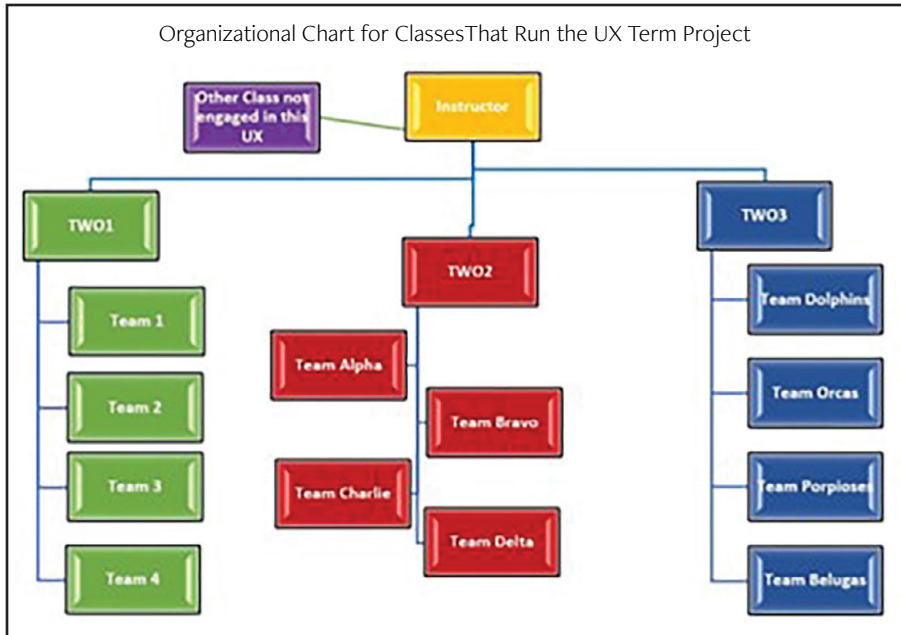 Organizational Chart for ClassesThat Run the UX Term Project
Other Class not
engaged in this
UX
Instructor
TWO1
Team 1
Team 2
Team 3
Team 4
TWO2
Team Alpha
Team Bravo
Team Charlie
Team Delta
TWO3
Team Dolphins
Team Orcas
Team Porpioses
Team Belugas